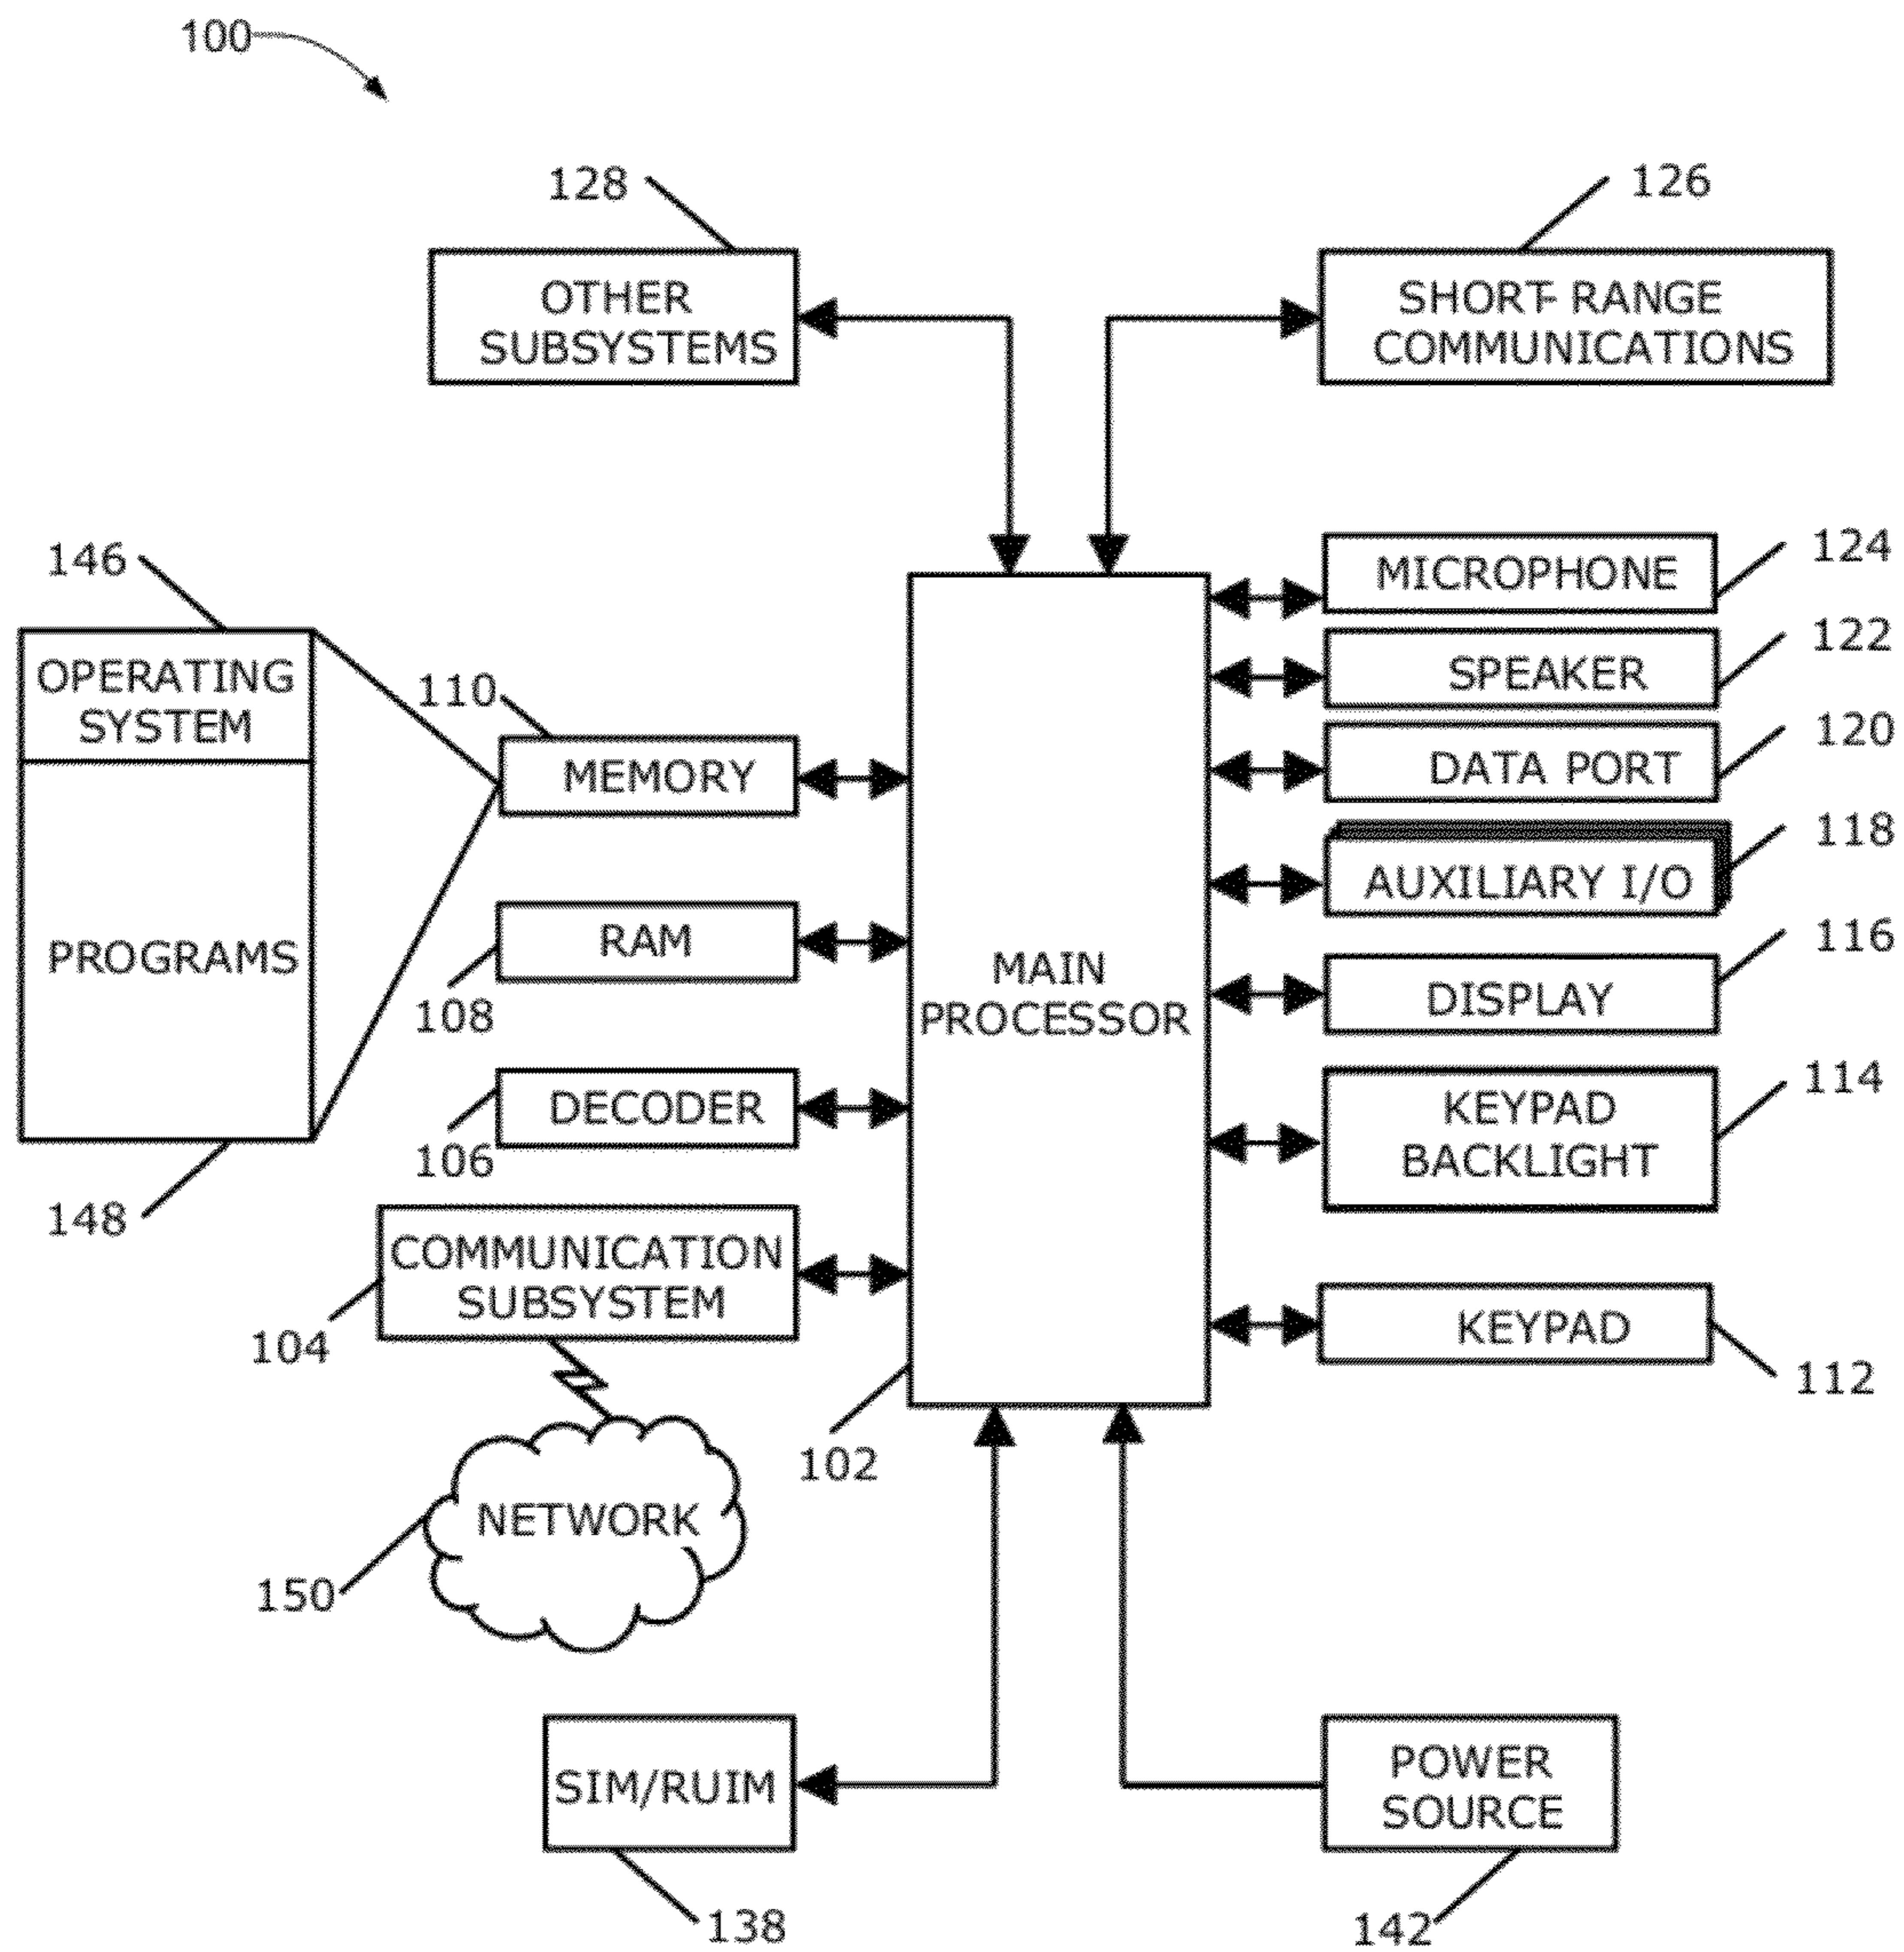 100
128
126
OTHER
SUBSYSTEMS
SHORT-RANGE
COMMUNICATIONS
146
OPERATING
SYSTEM
PROGRAMS
148
110
MEMORY
RAM
108
DECODER
106
COMMUNICATION
SUBSYSTEM
104
NETWORK
150
MAIN
PROCESSOR
102
MICROPHONE
124
SPEAKER
122
DATA PORT
120
AUXILIARY I/O
118
DISPLAY
116
KEYPAD
BACKLIGHT
114
KEYPAD
112
SIM/RUIM
138
POWER
SOURCE
142